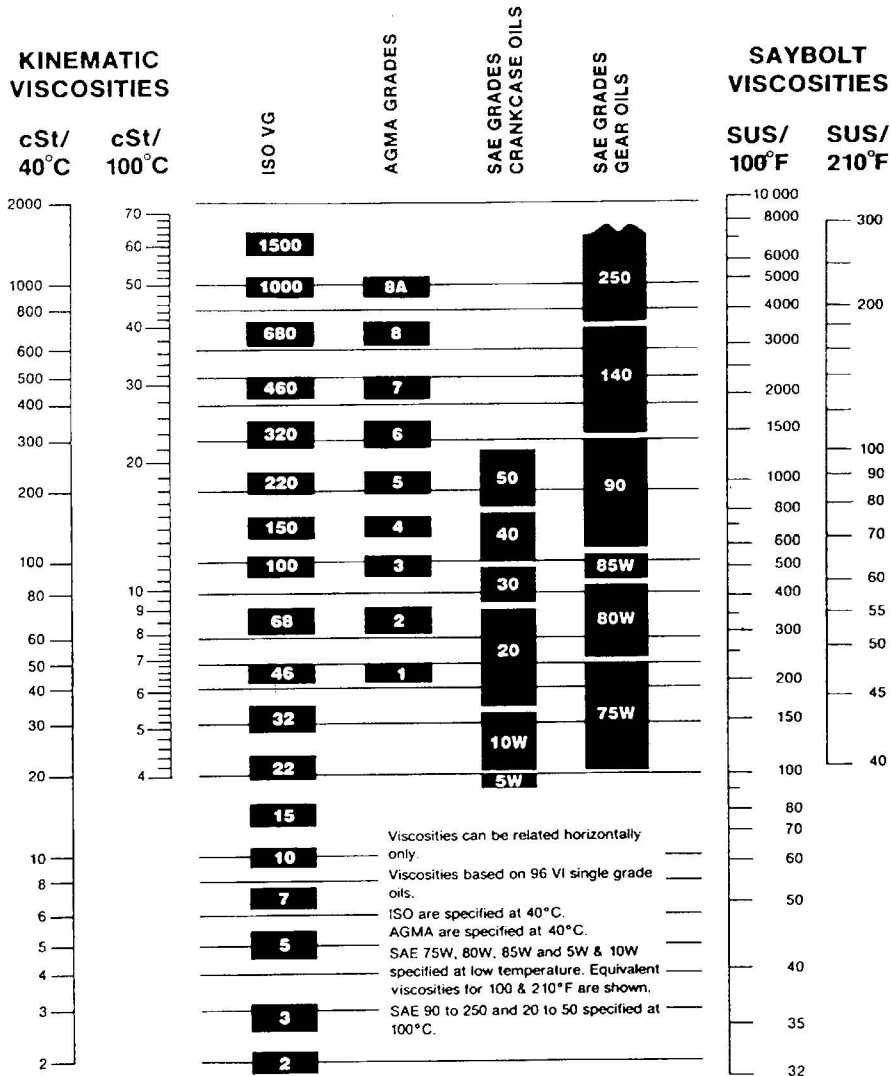 KINEMATIC
VISCOSITIES
cSt/
40°C
cSt/
100°C
ISO VG
AGMA GRADES
SAE GRADES
CRANKCASE OILS
SAE GRADES
GEAR OILS
SAYBOLT
VISCOSITIES
SUS/
100°F
SUS/
210°F
2000
1000
800
600
500
400
300
200
100
80
60
50
40
30
20
10
8
6
5
4
3
2
70
60
50
40
30
20
10
9
8
7
6
5
4
1500
1000
680
460
320
220
150
100
68
46
32
22
15
10
7
5
3
2
8A
8
7
6
5
4
3
2
1
50
40
30
20
10W
5W
250
140
90
85W
80W
75W
10 000
8000
6000
5000
4000
3000
2000
1500
1000
800
600
500
400
300
200
150
100
80
70
60
50
40
35
32
300
200
100
90
80
70
60
55
50
45
40
Viscosities can be related horizontally
only.
Viscosities based on 96 VI single grade
oils.
ISO are specified at 40°C.
AGMA are specified at 40°C.
SAE 75W, 80W, 85W and 5W & 10W
specified at low temperature. Equivalent
viscosities for 100 & 210°F are shown.
SAE 90 to 250 and 20 to 50 specified at
100°C.